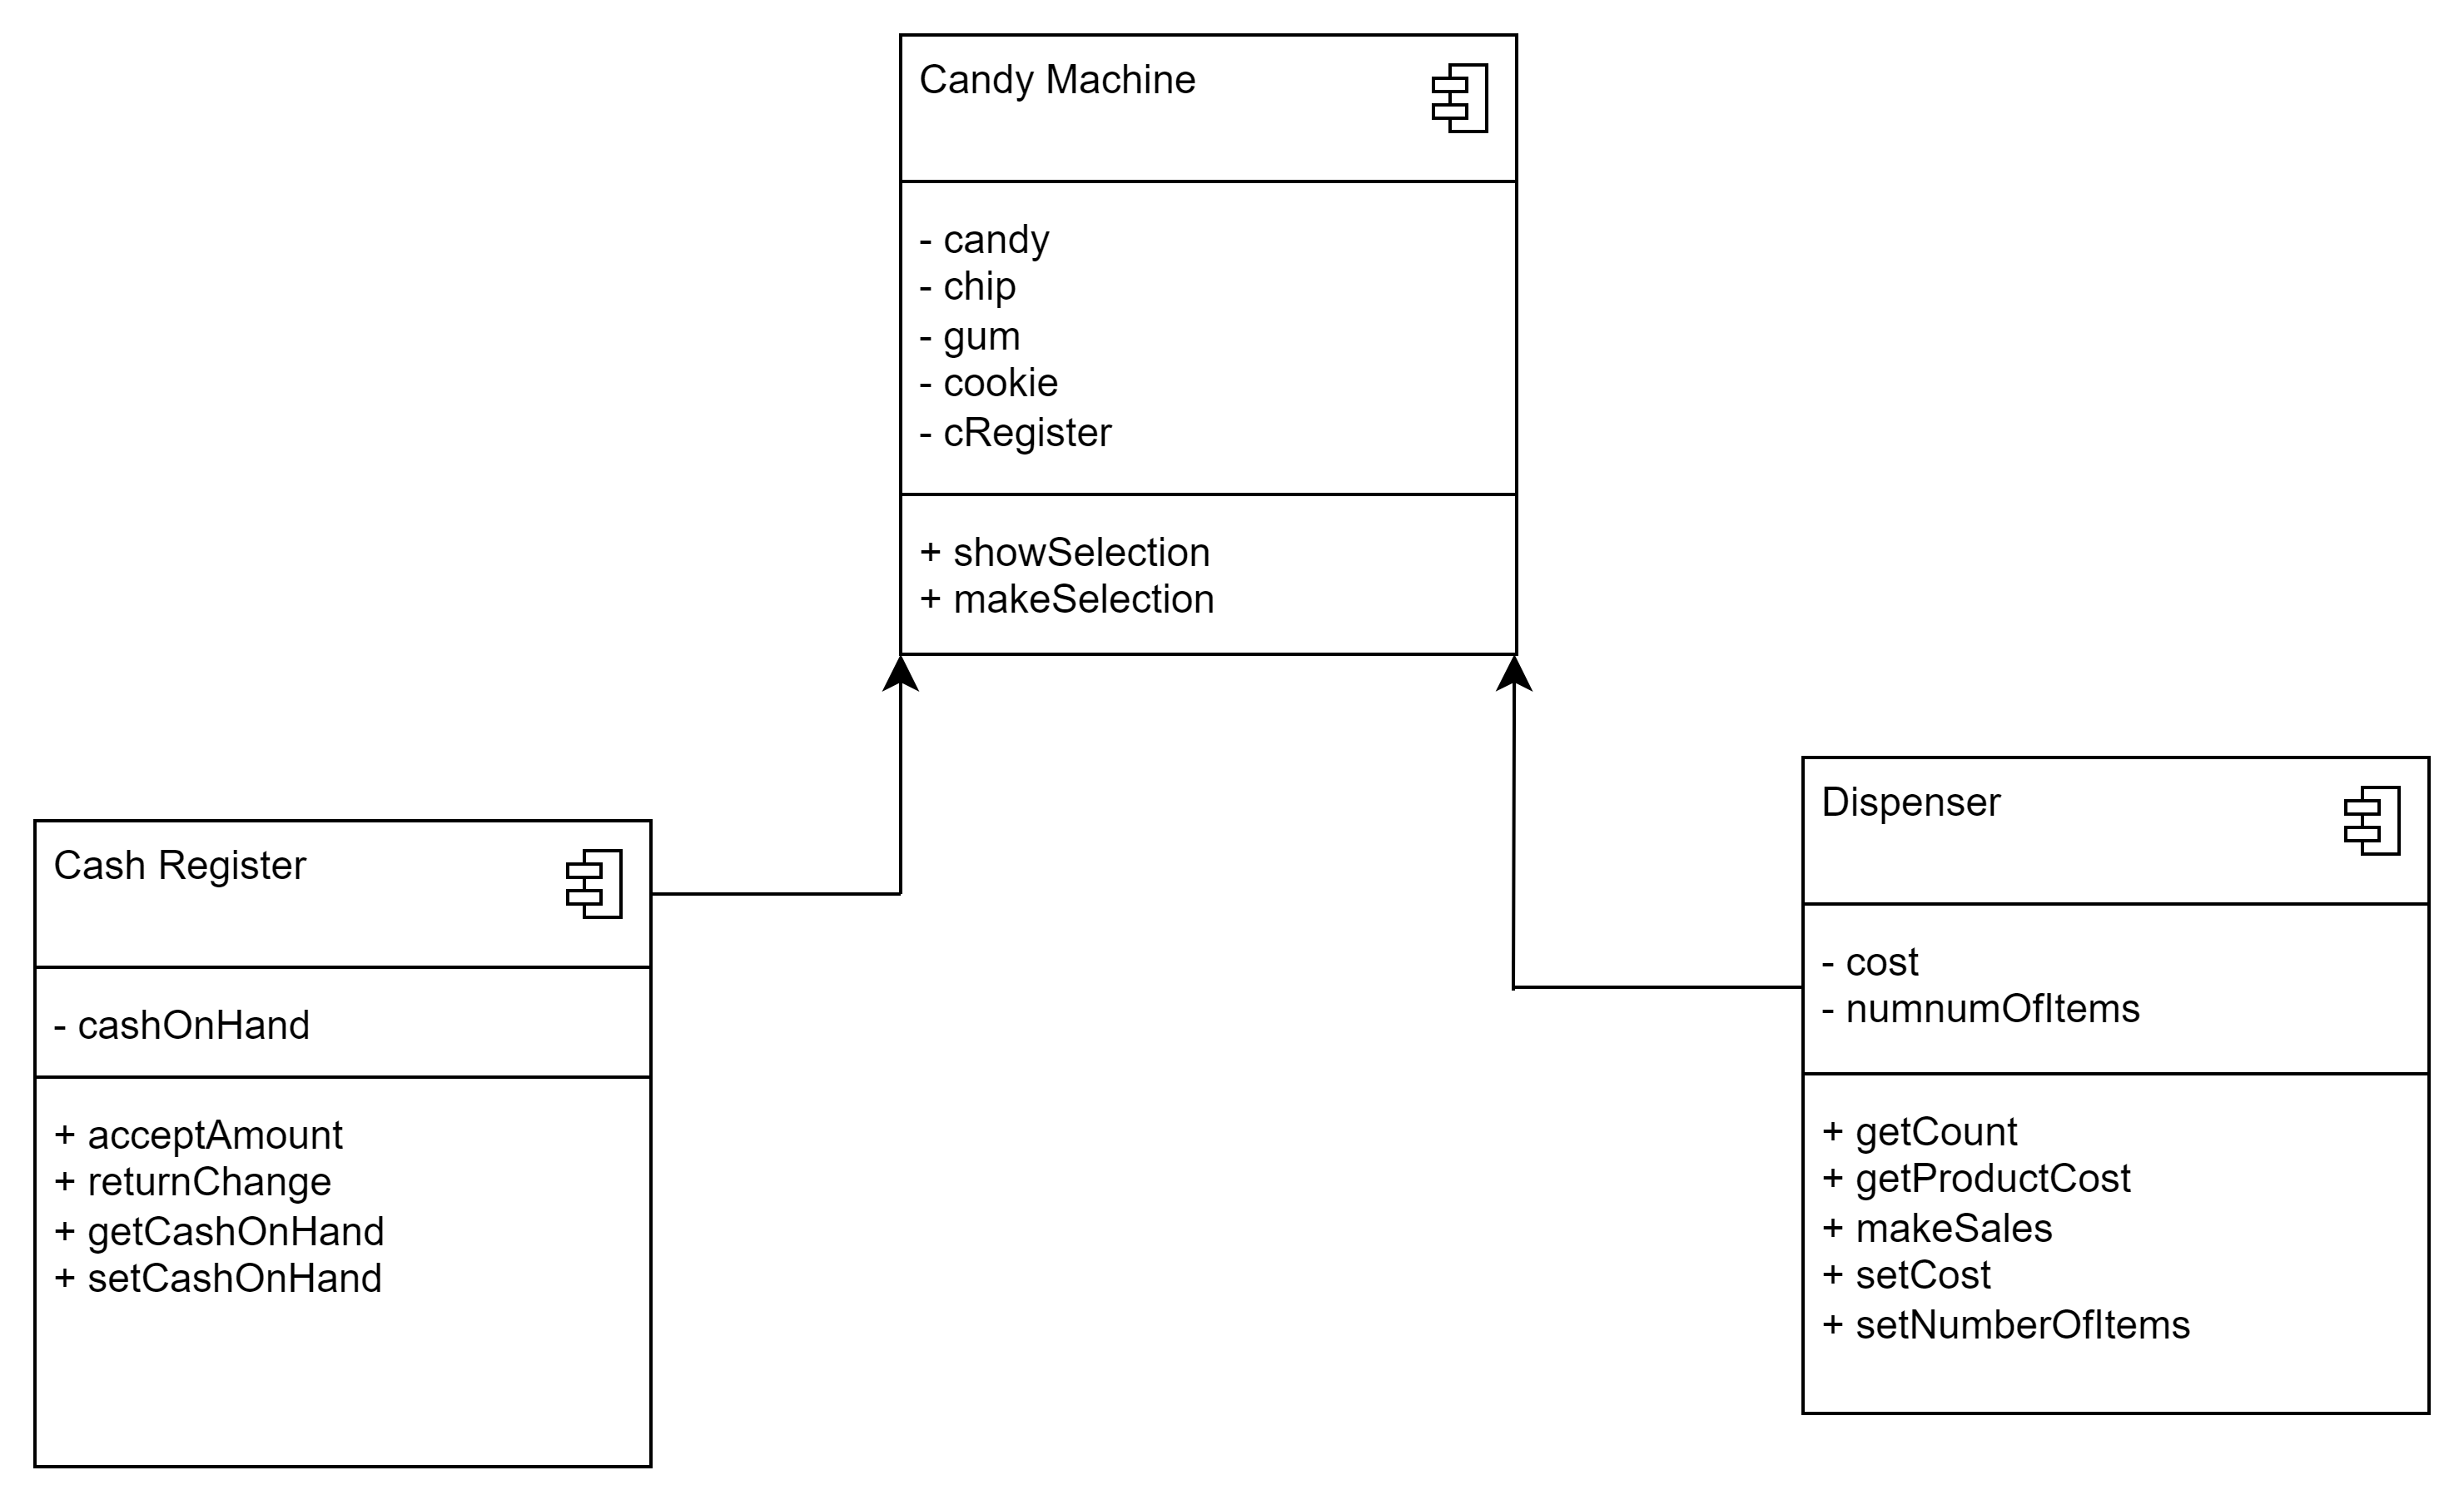 Candy Machine
- candy
- chip
- gum
- cookie
- cRegister
+ showSelection
+ makeSelection
Cash Register
- cashOnHand
+ acceptAmount
+ returnChange
+ getCashOnHand
+ setCashOnHand
Dispenser
- cost
- numnumOfItems
+ getCount
+ getProductCost
+ makeSales
+ setCost
+ setNumberOfItems